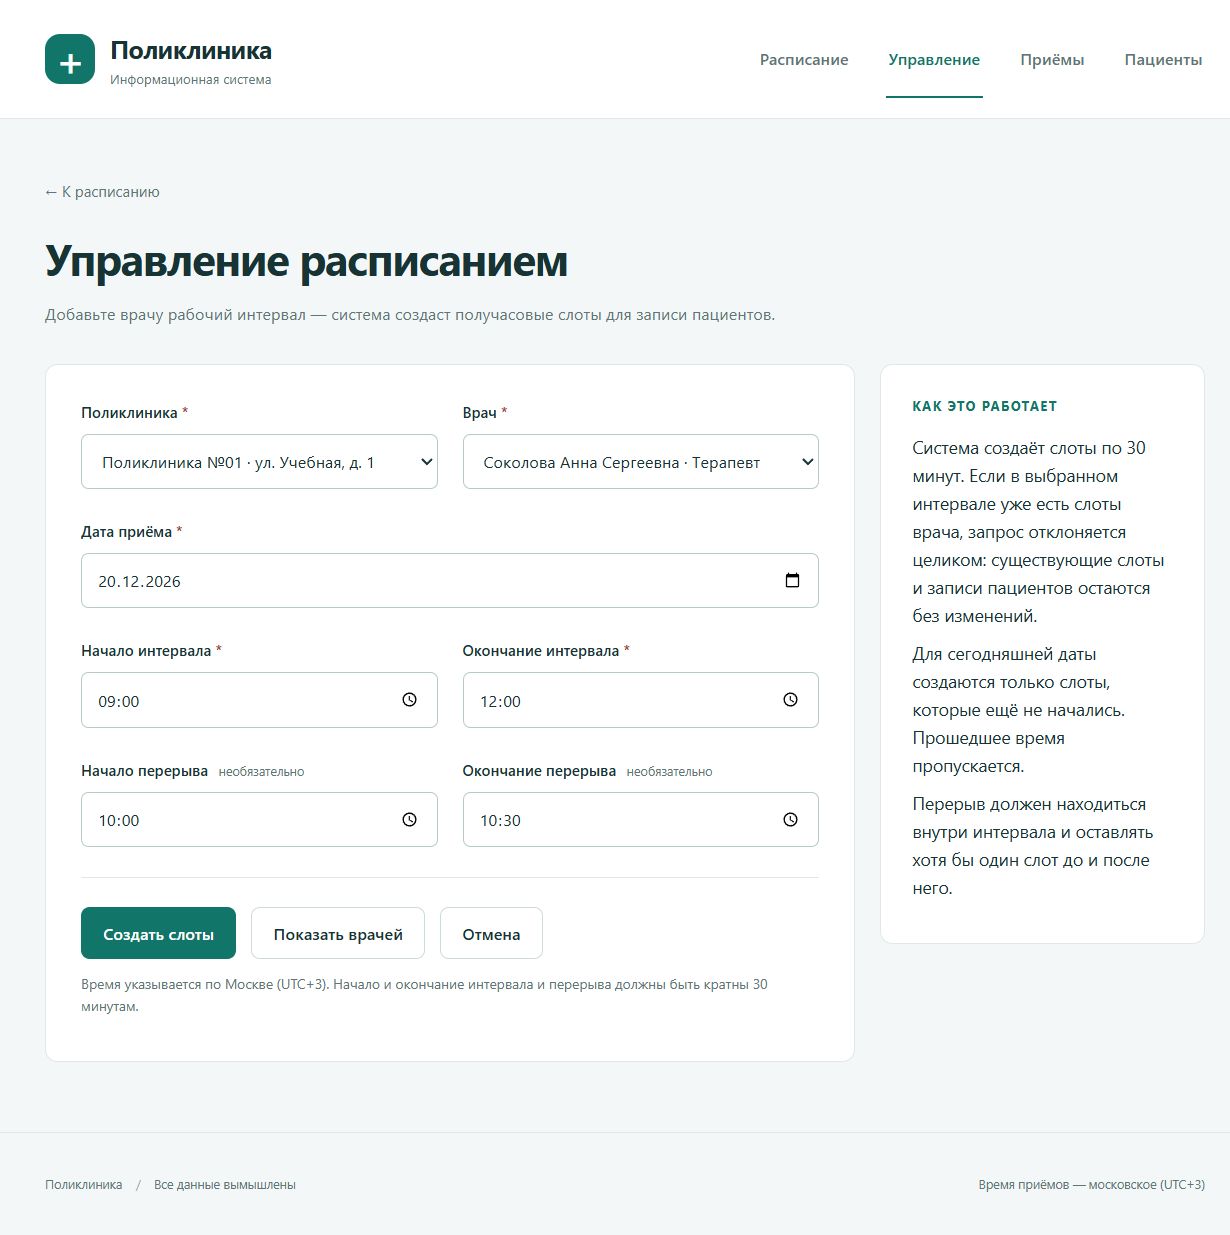 Поликлиника
Информационная система
Расписание
Управление
Приёмы
Пациенты
← К расписанию
Управление расписанием
Добавьте врачу рабочий интервал — система создаст получасовые слоты для записи пациентов.
Поликлиника *
Врач *
Поликлиника №01 · ул. Учебная, д. 1
Соколова Анна Сергеевна · Терапевт
Дата приёма *
20.12.2026
Начало интервала *
Окончание интервала *
09:00
12:00
Начало перерыва необязательно
Окончание перерыва необязательно
10:00
10:30
Создать слоты
Показать врачей
Отмена
Время указывается по Москве (UTC+3). Начало и окончание интервала и перерыва должны быть кратны 30
минутам.
КАК ЭТО РАБОТАЕТ
Система создаёт слоты по 30
минут. Если в выбранном
интервале уже есть слоты
врача, запрос отклоняется
целиком: существующие слоты
и записи пациентов остаются
без изменений.
Для сегодняшней даты
создаются только слоты,
которые ещё не начались.
Прошедшее время
пропускается.
Перерыв должен находиться
внутри интервала и оставлять
хотя бы один слот до и после
него.
Поликлиника / Все данные вымышлены
Время приёмов — московское (UTC+3)